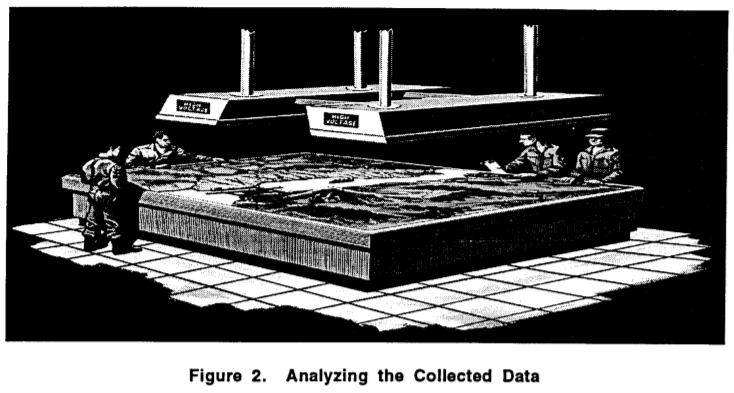 HIGH
VOLTAGE
HIGH
VOLTAGE
Figure 2. Analyzing the Collected Data